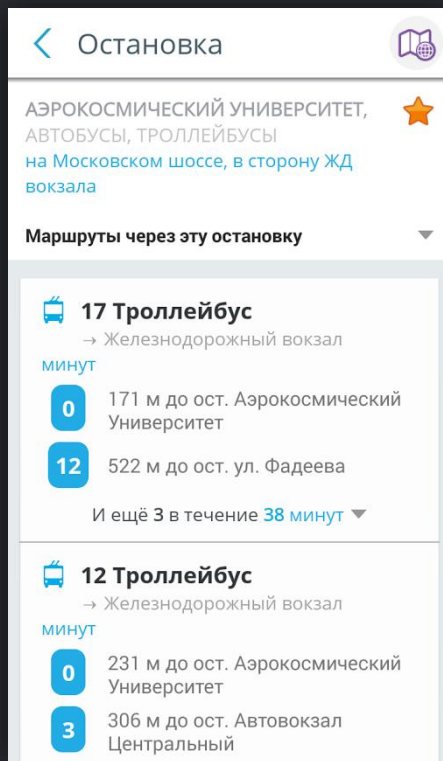 Остановка
АЭРОКОСМИЧЕСКИЙ УНИВЕРСИТЕТ,
АВТОБУСЫ, ТРОЛЛЕЙБУСЫ
на Московском шоссе, в сторону ЖД
вокзала
Маршруты через эту остановку
17 Троллейбус
→ Железнодорожный вокзал
минут
0 171 м до ост. Аэрокосмический
Университет
12 522 м до ост. ул. Фадеева
И ещё 3 в течение 38 минут
12 Троллейбус
→ Железнодорожный вокзал
минут
0 231 м до ост. Аэрокосмический
Университет
3 306 м до ост. Автовокзал
Центральный